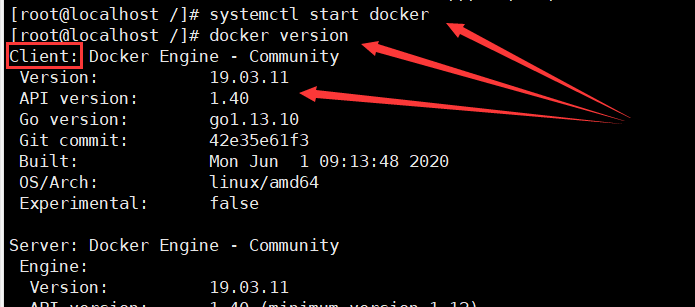 [root@localhost /]# systemctl start docker
[root@localhost /]# docker version
Client: Docker Engine - Community
 Version:           19.03.11
 API version:       1.40
 Go version:        go1.13.10
 Git commit:        42e35e61f3
 Built:             Mon Jun  1 09:13:48 2020
 OS/Arch:           linux/amd64
 Experimental:      false
Server: Docker Engine - Community
 Engine:
  Version:          19.03.11
  API version:      1.40 (minimum version 1.12)